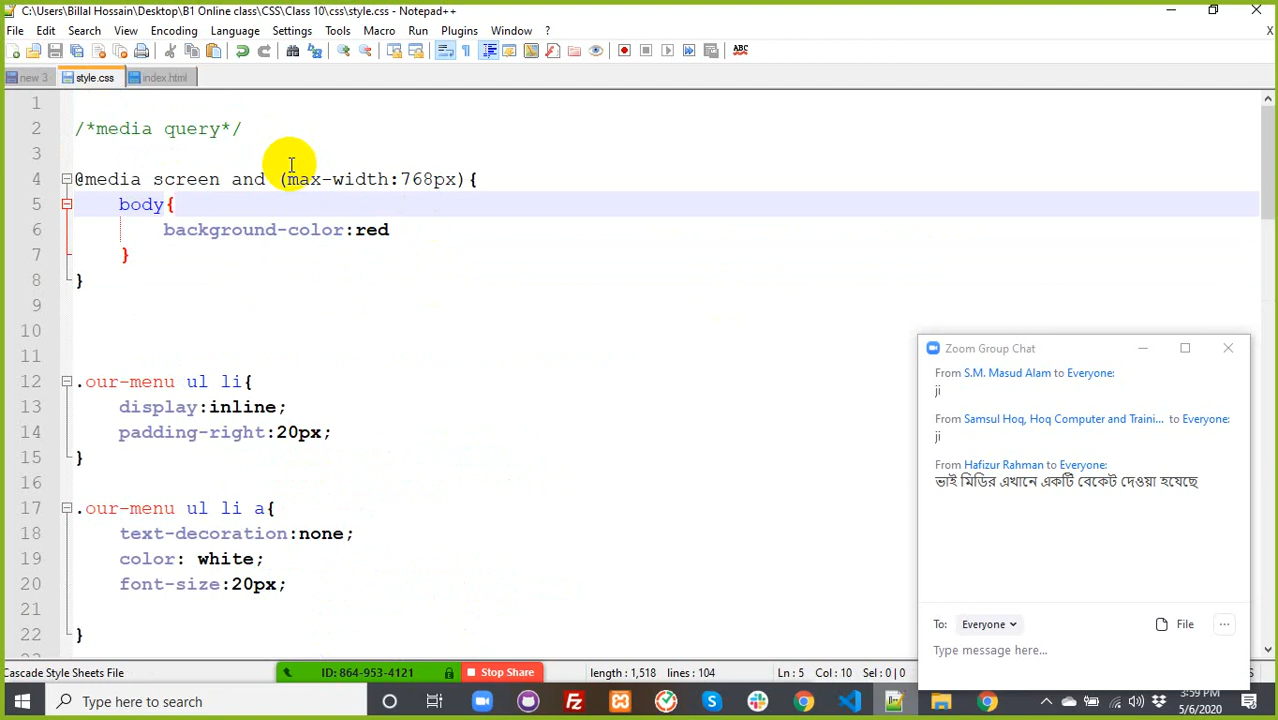 C:\Users\Billal Hossain\Desktop\B1 Online class\CSS\Class 10\css\style.css - Notepad++
File Edit Search View Encoding Language Settings Tools Macro Run Plugins Window ? X
ABC
new 3 style.css index.html
1
2 /*media query*/
3
4 @media screen and (max-width:768px){
5 body{
6 background-color:red
7 }
8 }
9
10
11
12 .our-menu ul li{
13 display:inline;
14 padding-right:20px;
15 }
16
17 .our-menu ul li a{
18 text-decoration:none;
19 color: white;
20 font-size:20px;
21
22 }
Zoom Group Chat
From S.M. Masud Alam to Everyone:
ji
From Samsul Hoq, Hoq Computer and Traini... to Everyone:
ji
From Hafizur Rahman to Everyone:
ভাই মিডির এখানে একটি বেকেট দেওয়া হযেছে
To: Everyone File ...
Type message here...
Cascade Style Sheets File ID: 864-953-4121 Stop Share length : 1,518 lines : 104 Ln : 5 Col : 10 Sel : 0 | 0
Type here to search
3:59 PM
5/6/2020